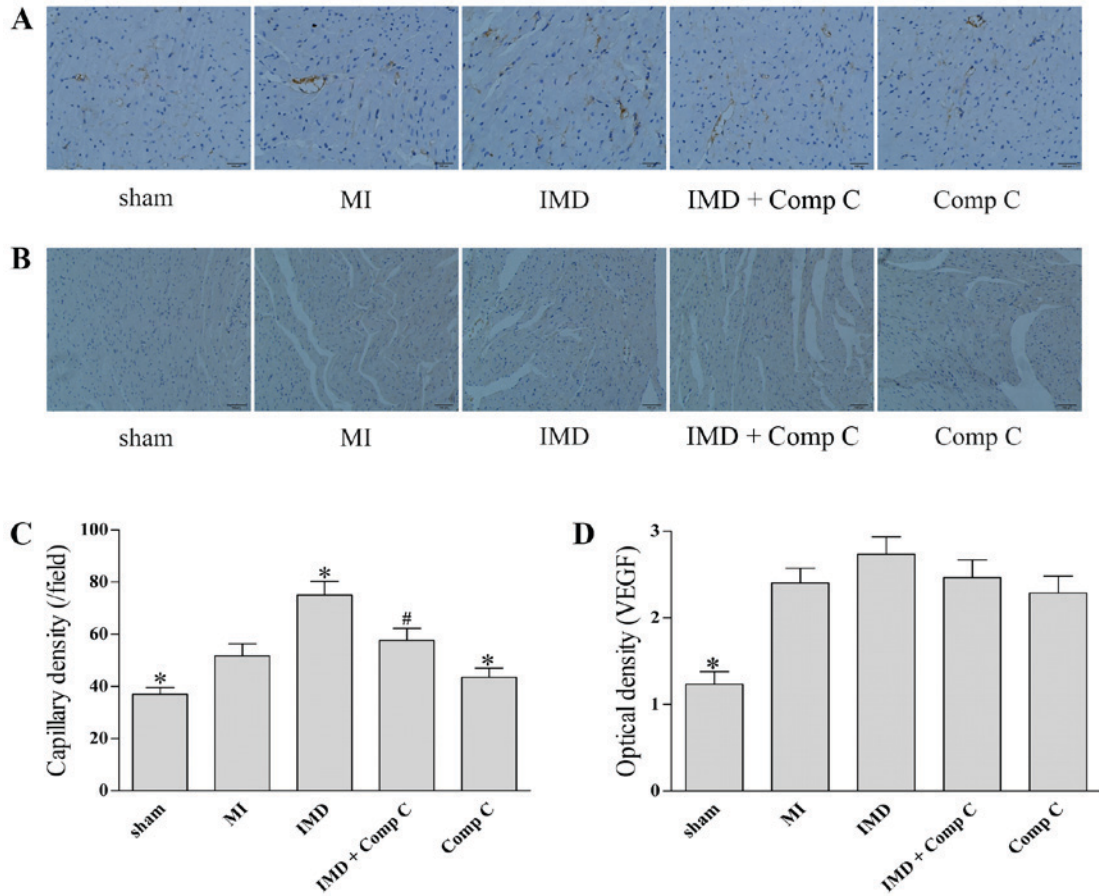 A
sham
MI
IMD
IMD + Comp C
Comp C
B
sham
MI
IMD
IMD + Comp C
Comp C
C
Capillary density (/field)
100
80
60
40
20
0
*
*
#
*
sham
MI
IMD
IMD + Comp C
Comp C
D
Optical density (VEGF)
3
2
1
0
*
sham
MI
IMD
IMD + Comp C
Comp C